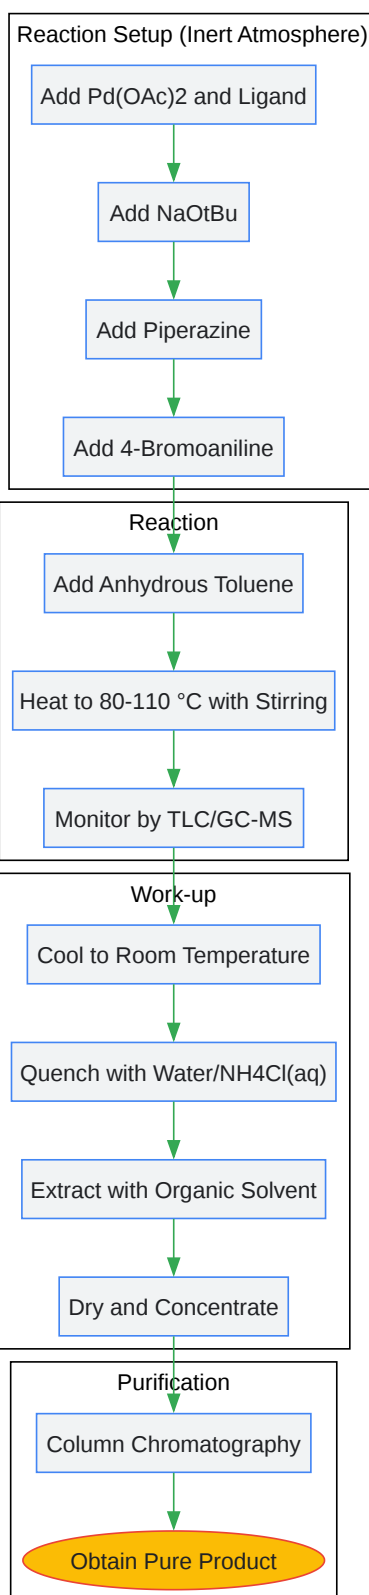 Reaction Setup (Inert Atmosphere)
Add Pd(OAc)2 and Ligand
Add NaOtBu
Add Piperazine
Add 4-Bromoaniline
Reaction
Add Anhydrous Toluene
Heat to 80-110 °C with Stirring
Monitor by TLC/GC-MS
Work-up
Cool to Room Temperature
Quench with Water/NH4Cl(aq)
Extract with Organic Solvent
Dry and Concentrate
Purification
Column Chromatography
Obtain Pure Product